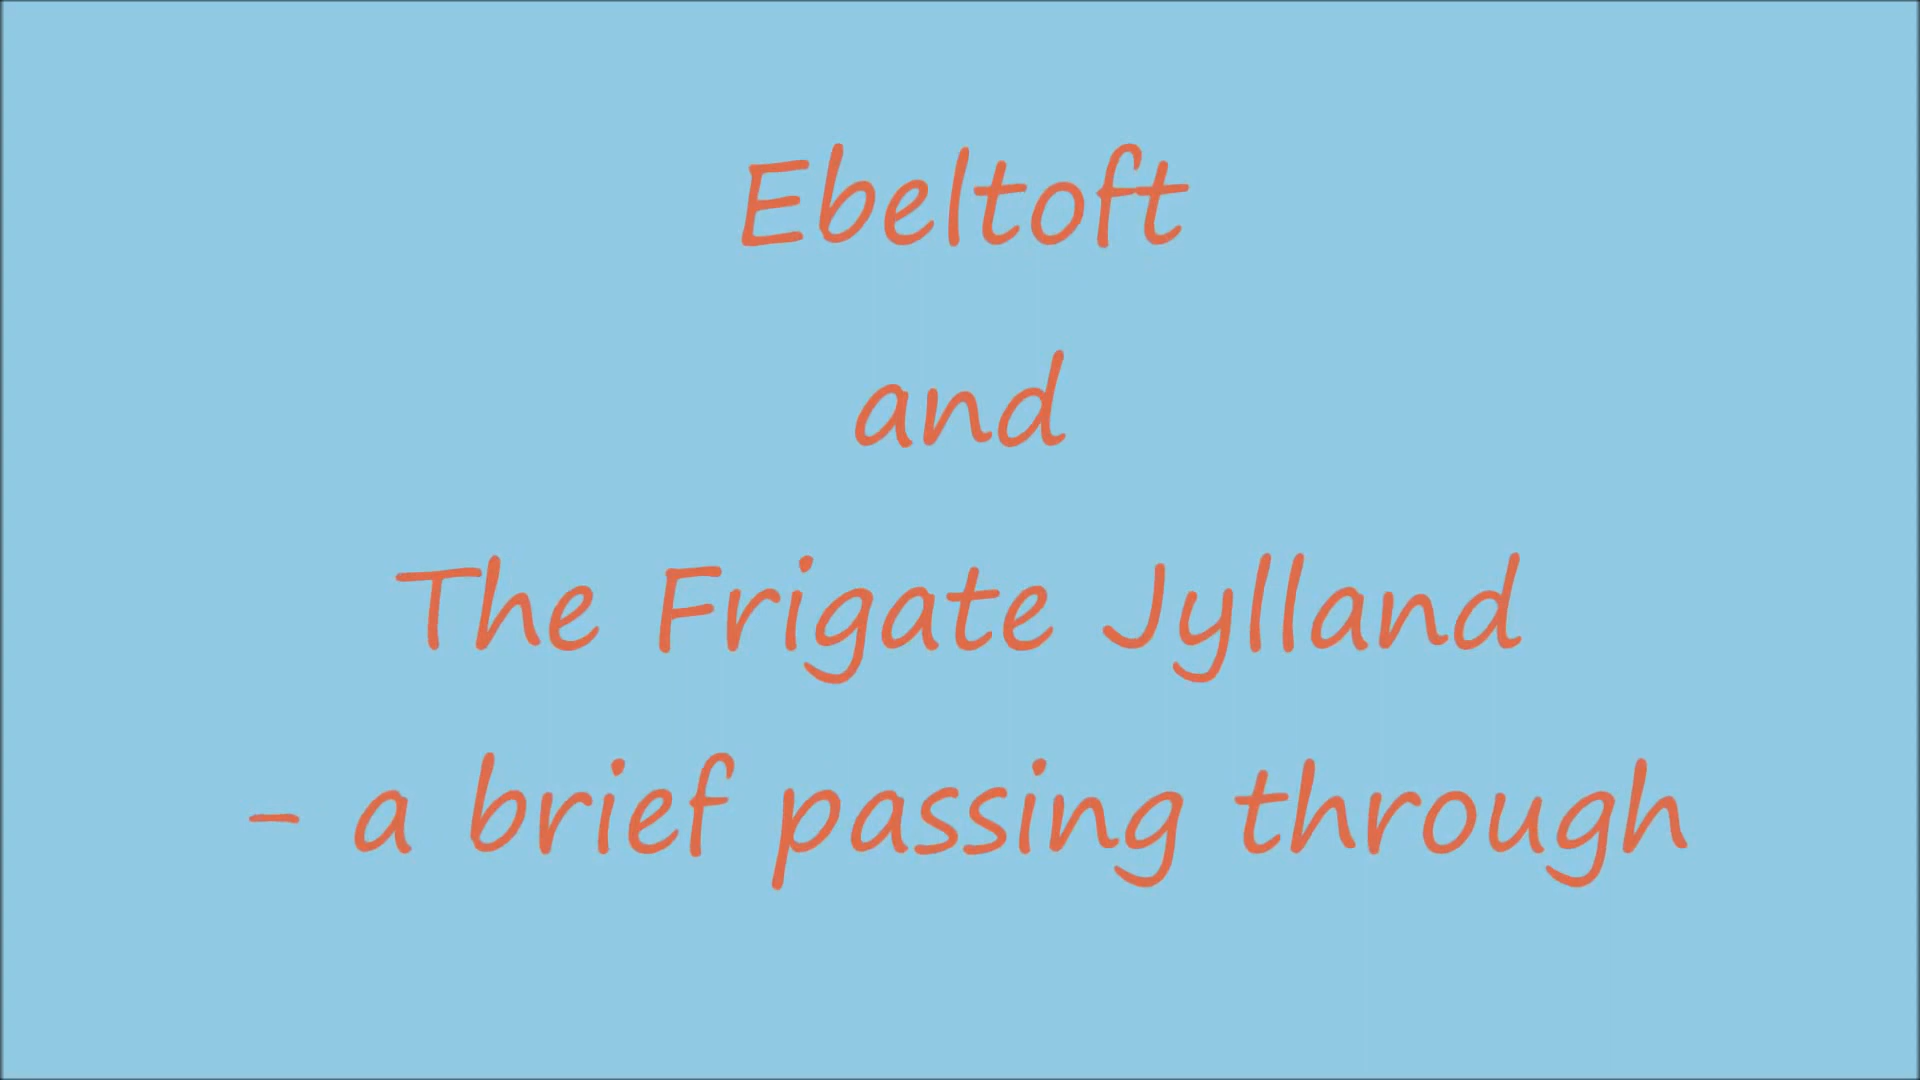 Ebeltoft
and
The Frigate Jylland
- a brief passing through